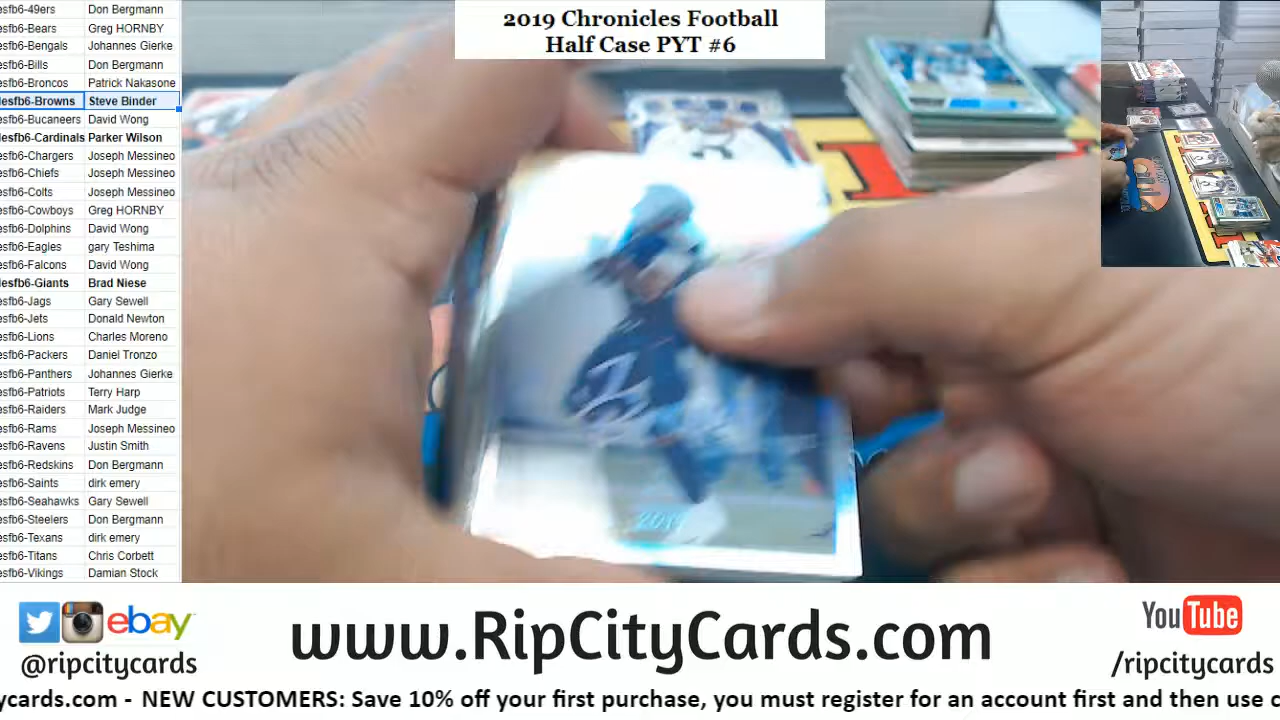 2019 Chronicles Football
Half Case PYT #6
esfb6-49ers Don Bergmann
esfb6-Bears Greg HORNBY
esfb6-Bengals Johannes Gierke
esfb6-Bills Don Bergmann
esfb6-Broncos Patrick Nakasone
lesfb6-Browns Steve Binder
esfb6-Bucaneers David Wong
lesfb6-Cardinals Parker Wilson
esfb6-Chargers Joseph Messineo
esfb6-Chiefs Joseph Messineo
esfb6-Colts Joseph Messineo
esfb6-Cowboys Greg HORNBY
esfb6-Dolphins David Wong
esfb6-Eagles gary Teshima
esfb6-Falcons David Wong
lesfb6-Giants Brad Niese
esfb6-Jags Gary Sewell
esfb6-Jets Donald Newton
esfb6-Lions Charles Moreno
esfb6-Packers Daniel Tronzo
esfb6-Panthers Johannes Gierke
esfb6-Patriots Terry Harp
esfb6-Raiders Mark Judge
esfb6-Rams Joseph Messineo
esfb6-Ravens Justin Smith
esfb6-Redskins Don Bergmann
esfb6-Saints dirk emery
esfb6-Seahawks Gary Sewell
esfb6-Steelers Don Bergmann
esfb6-Texans dirk emery
esfb6-Titans Chris Corbett
esfb6-Vikings Damian Stock
ebay
@ripcitycards
www.RipCityCards.com
YouTube
/ripcitycards
ycards.com - NEW CUSTOMERS: Save 10% off your first purchase, you must register for an account first and then use c